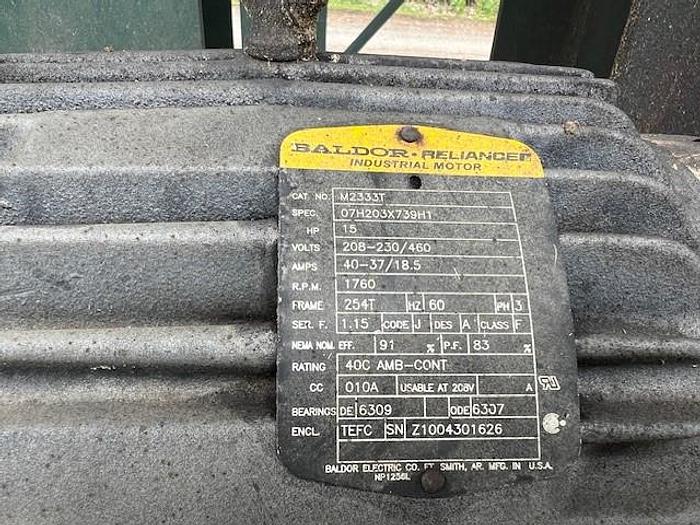 BALDOR • RELIANCE
INDUSTRIAL MOTOR
CAT. NO. M2333T
SPEC. 07H203X739H1
HP 15
VOLTS 208-230/460
AMPS 40-37/18.5
R.P.M. 1760
FRAME 254T HZ 60 PH 3
SER. F. 1.15 CODE J DES A CLASS F
NEMA NOM. EFF. 91 % P.F. 83 %
RATING 40C AMB-CONT
CC 010A USABLE AT 208V A
BEARINGS DE 6309 ODE 6307
ENCL. TEFC SN Z1004301626
BALDOR ELECTRIC CO. FT. SMITH, AR. MFG. IN U.S.A.
NP1256L